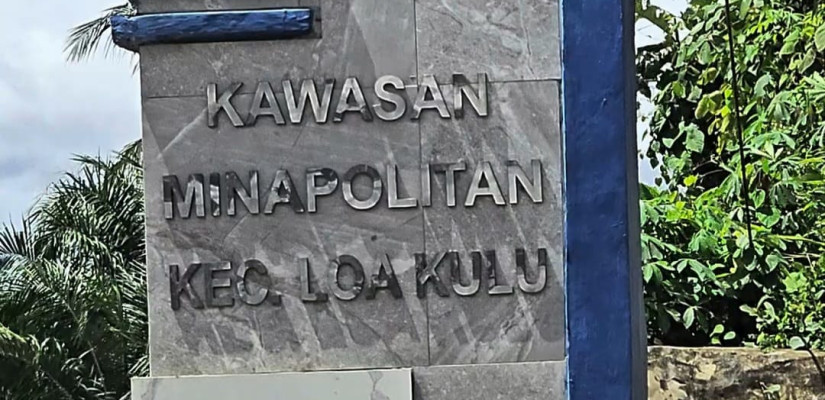 KAWASAN
MINAPOLITAN
KEC. LOA KULU